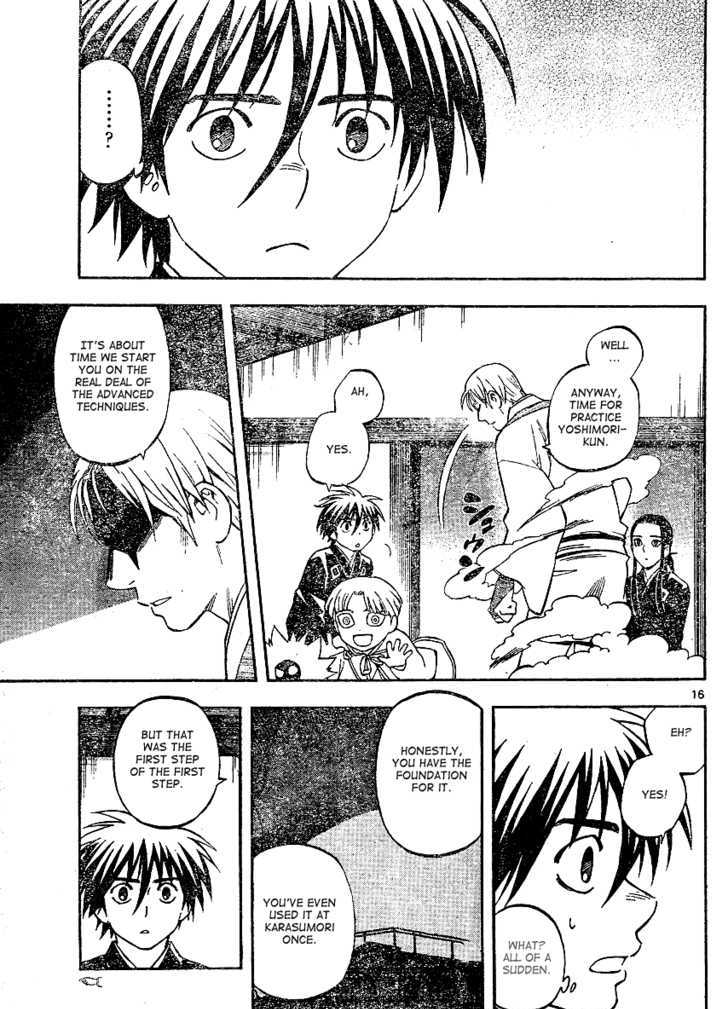 ......?
WELL
...
ANYWAY,
TIME FOR
PRACTICE
YOSHIMORI-
KUN.
AH,
YES.
IT'S ABOUT
TIME WE START
YOU ON THE
REAL DEAL OF
THE ADVANCED
TECHNIQUES.
16
EH?
YES!
WHAT?
ALL OF A
SUDDEN.
HONESTLY,
YOU HAVE THE
FOUNDATION
FOR IT.
YOU'VE EVEN
USED IT AT
KARASUMORI
ONCE.
BUT THAT
WAS THE
FIRST STEP
OF THE FIRST
STEP.